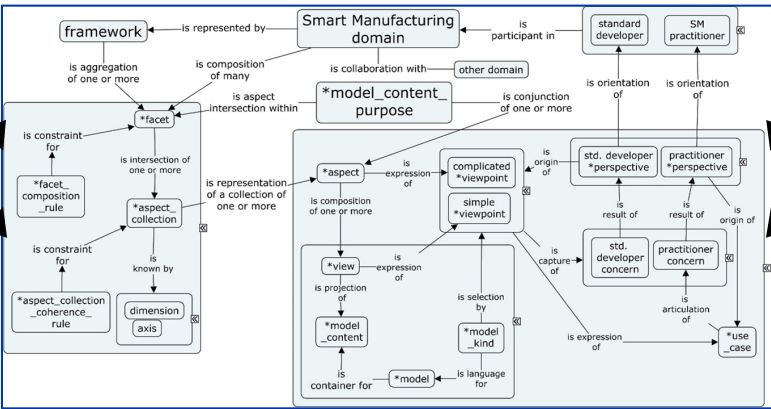 framework
is represented by
Smart Manufacturing
domain
is
participant in
standard
developer
SM
practitioner
is aggregation
of one or more
is composition
of many
is collaboration with
other domain
is orientation
of
is orientation
of
is aspect
intersection within
*model_content_
purpose
is conjunction
of one or more
*facet
is constraint
for
is intersection of
one or more
*facet_
composition
_rule
is representation
of a collection of
one or more
*aspect
_collection
is constraint
for
is
known by
*aspect_collection
_coherence_
rule
dimension
axis
*aspect
is
expression
of
complicated
*viewpoint
simple
*viewpoint
is
origin
of
std. developer
*perspective
practitioner
*perspective
is composition
of one or more
is
result of
is
result of
is
origin
of
*view
is
expression
of
is
capture
of
std.
developer
concern
practitioner
concern
is projection
of
is
selection
by
is
articulation
of
*model
_content
*model
_kind
is expression
of
*use
_case
is
container for
*model
is
language
for